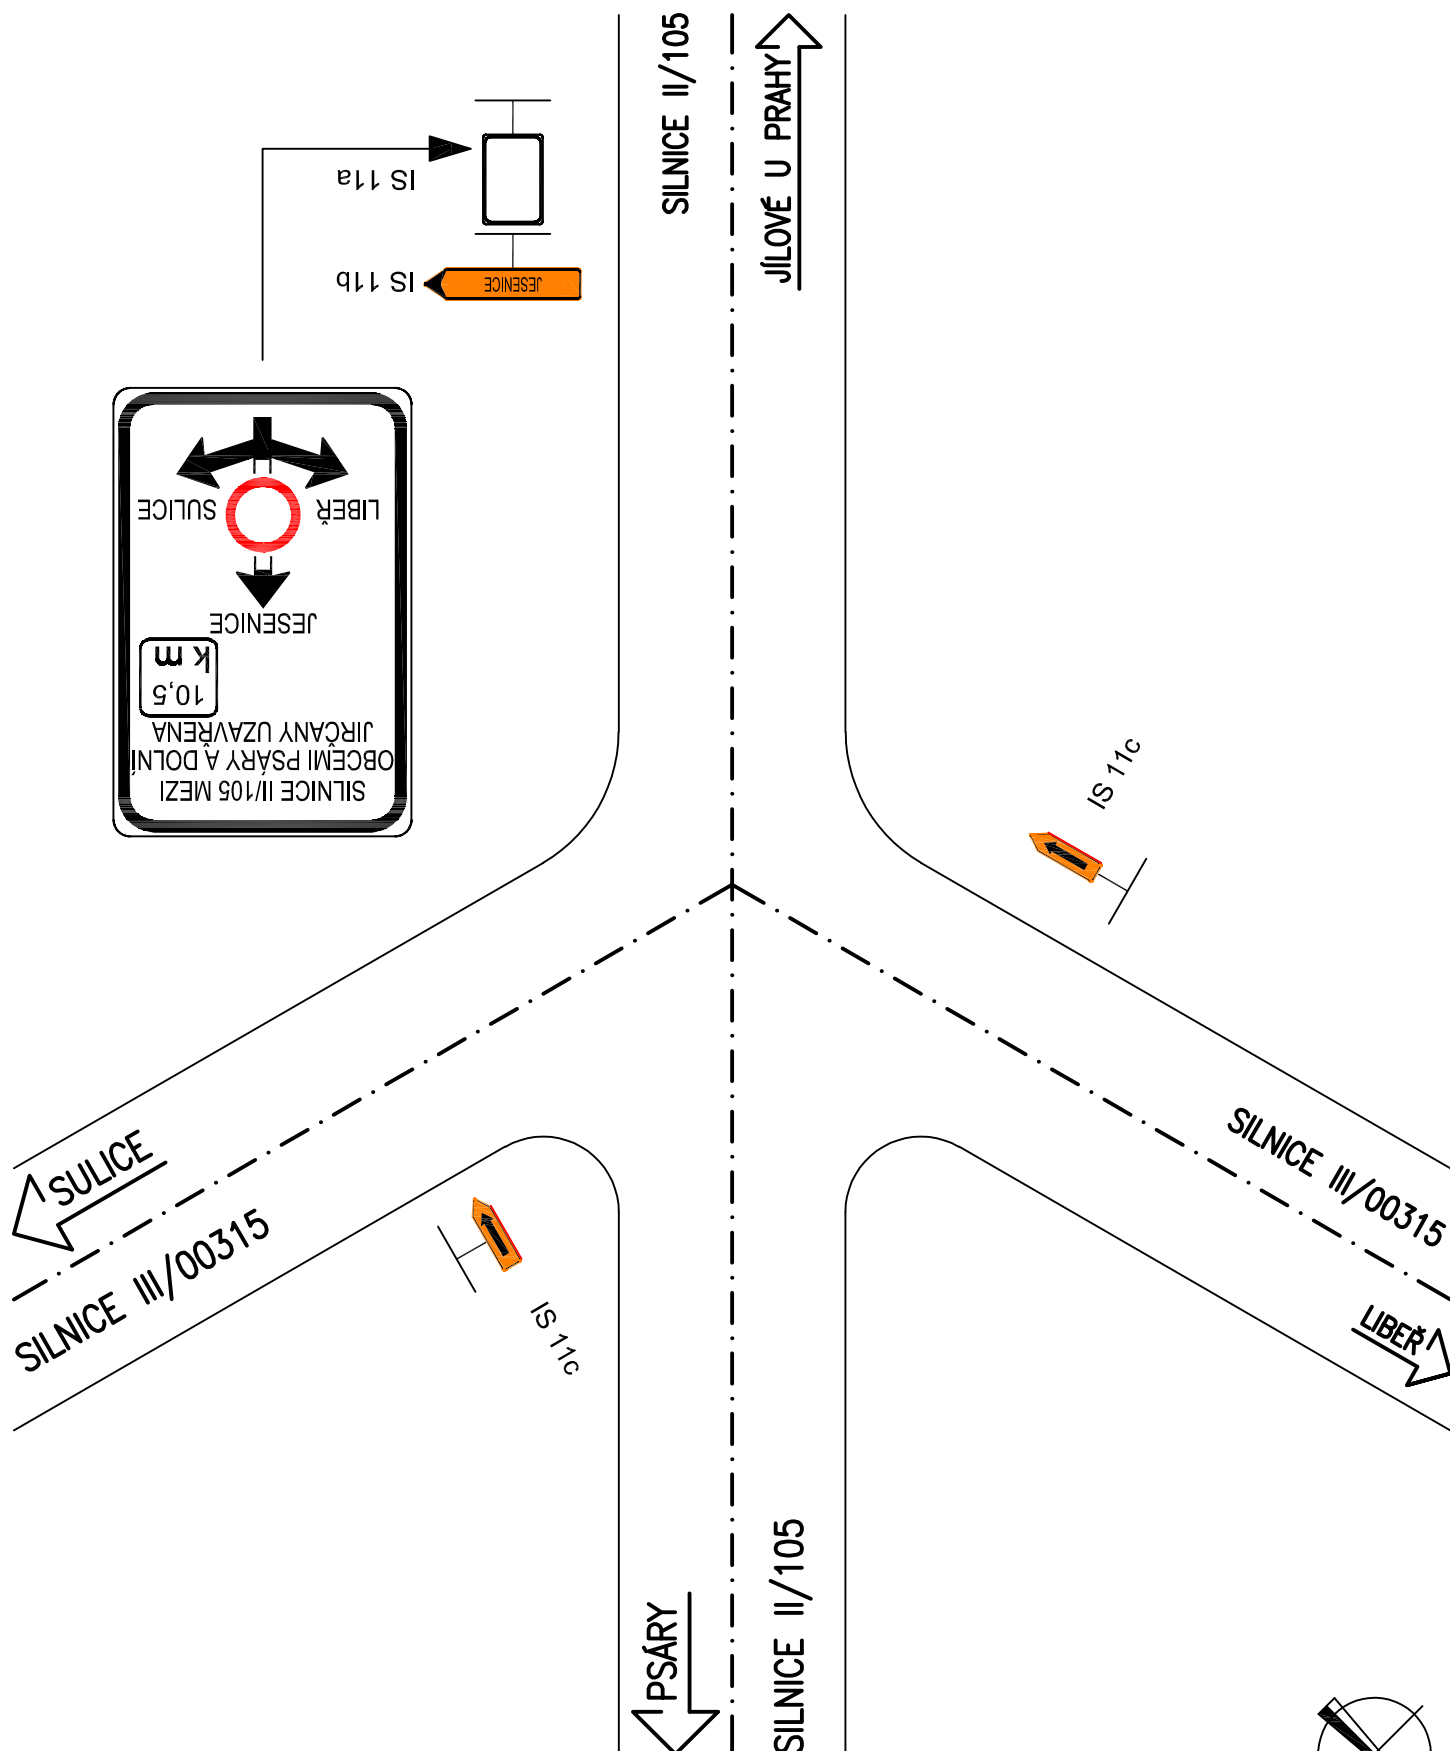 SILNICE II/105
JÍLOVÉ U PRAHY
IS 11a
IS 11b
JESENICE
LIBEŘ
SULICE
JESENICE
10,5
km
SILNICE II/105 MEZI
OBCEMI PSÁRY A DOLNÍ
JIRČANY UZAVŘENA
IS 11c
SULICE
SILNICE III/00315
IS 11c
SILNICE III/00315
LIBEŘ
PSÁRY
SILNICE II/105